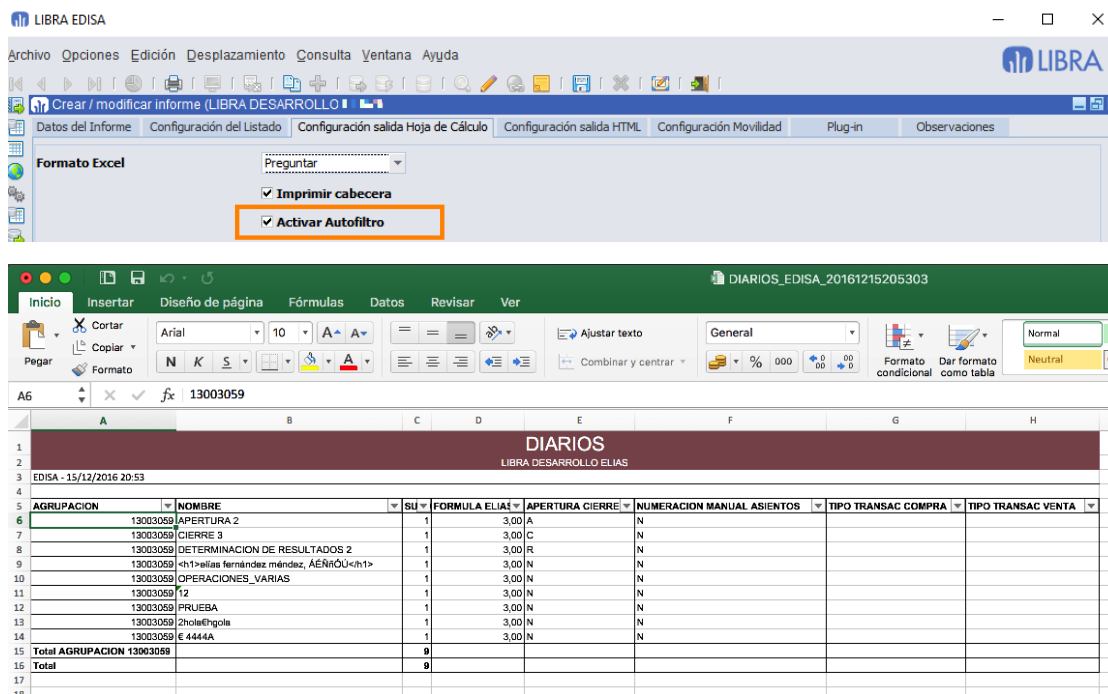 LIBRA EDISA
Archivo Opciones Edición Desplazamiento Consulta Ventana Ayuda
LIBRA
Crear / modificar informe (LIBRA DESARROLLO
Datos del Informe Configuración del Listado Configuración salida Hoja de Cálculo Configuración salida HTML Configuración Movilidad Plug-in Observaciones
Formato Excel Preguntar
Imprimir cabecera
Activar Autofiltro
DIARIOS_EDISA_20161215205303
Inicio Insertar Diseño de página Fórmulas Datos Revisar Ver
Pegar Cortar Copiar Formato
Arial 10 A A
N K S A
Ajustar texto
Combinar y centrar
General
% 000
Formato condicional
Dar formato como tabla
Normal
Neutral
A6 fx 13003059
A B C D E F G H
1 DIARIOS
2 LIBRA DESARROLLO ELIAS
3 EDISA - 15/12/2016 20:53
4
5 AGRUPACION NOMBRE SU FORMULA ELIAS APERTURA CIERRE NUMERACION MANUAL ASIENTOS TIPO TRANSAC COMPRA TIPO TRANSAC VENTA
6 13003059 APERTURA 2 1 3,00 A N
7 13003059 CIERRE 3 1 3,00 C N
8 13003059 DETERMINACION DE RESULTADOS 2 1 3,00 R N
9 13003059 <h1>elías fernández méndez, ÁÉÑñÓÚ</h1> 1 3,00 N N
10 13003059 OPERACIONES_VARIAS 1 3,00 N N
11 13003059 12 1 3,00 N N
12 13003059 PRUEBA 1 3,00 N N
13 13003059 2hola€hgola 1 3,00 N N
14 13003059 € 4444A 1 3,00 N N
15 Total AGRUPACION 13003059 9
16 Total 9
17
18